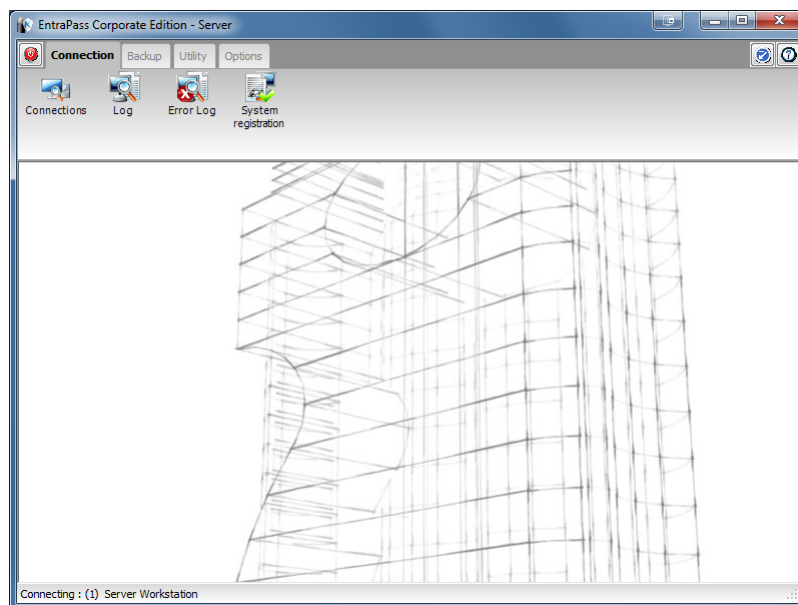 EntraPass Corporate Edition - Server
Connection Backup Utility Options
Connections Log Error Log System registration
Connecting : (1) Server Workstation